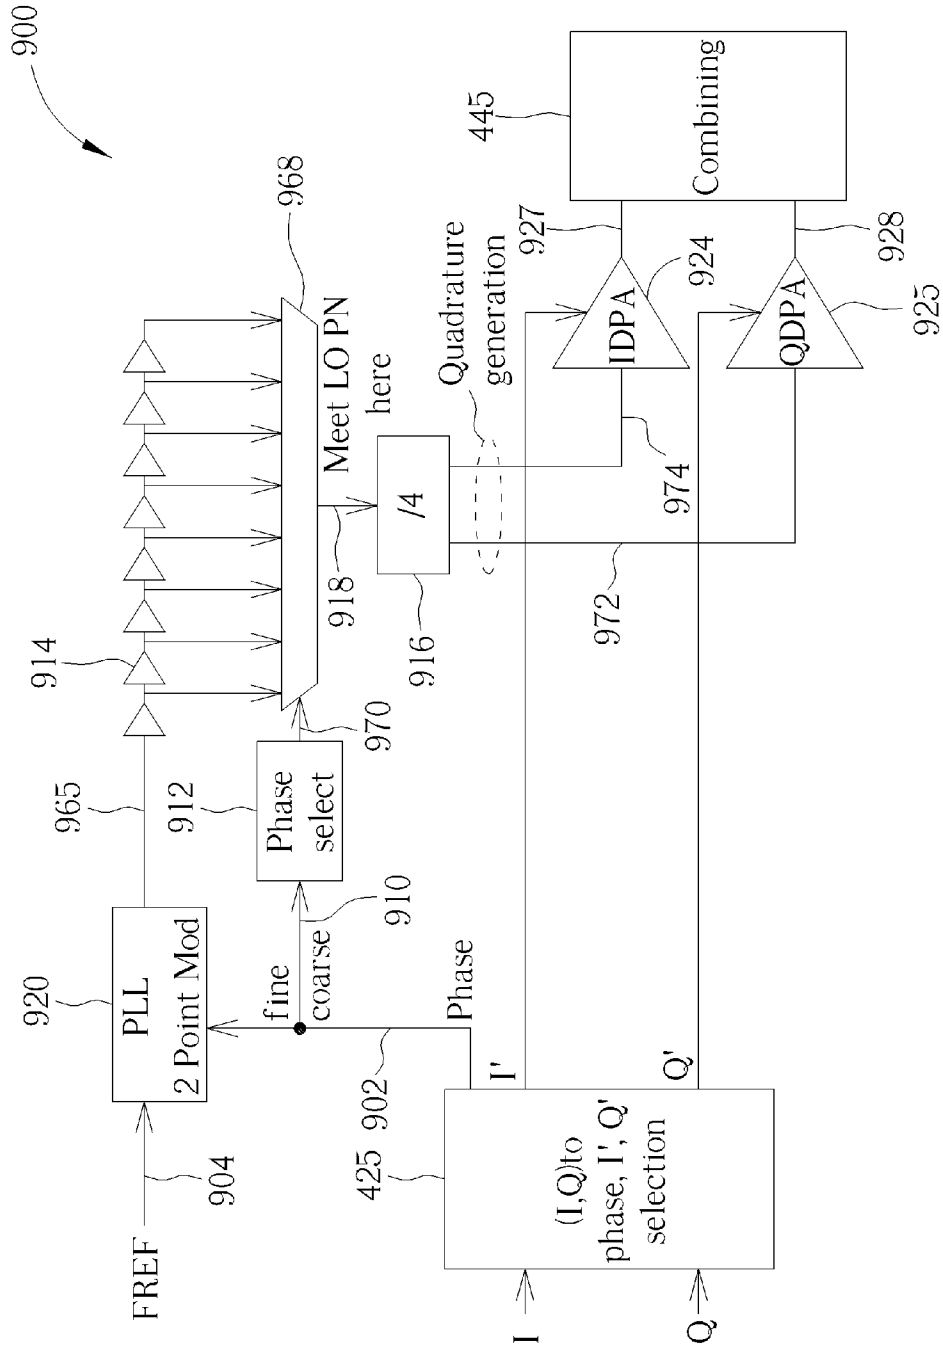 900
FREF
904
920
PLL
2 Point Mod
965
914
968
912
Phase
select
970
fine
coarse
910
902
Phase
Meet LO PN
here
918
/4
916
Quadrature
generation
972
974
I
Q
425
(I,Q)to
phase, I', Q'
selection
I'
Q'
IDPA
924
927
QDPA
925
928
445
Combining